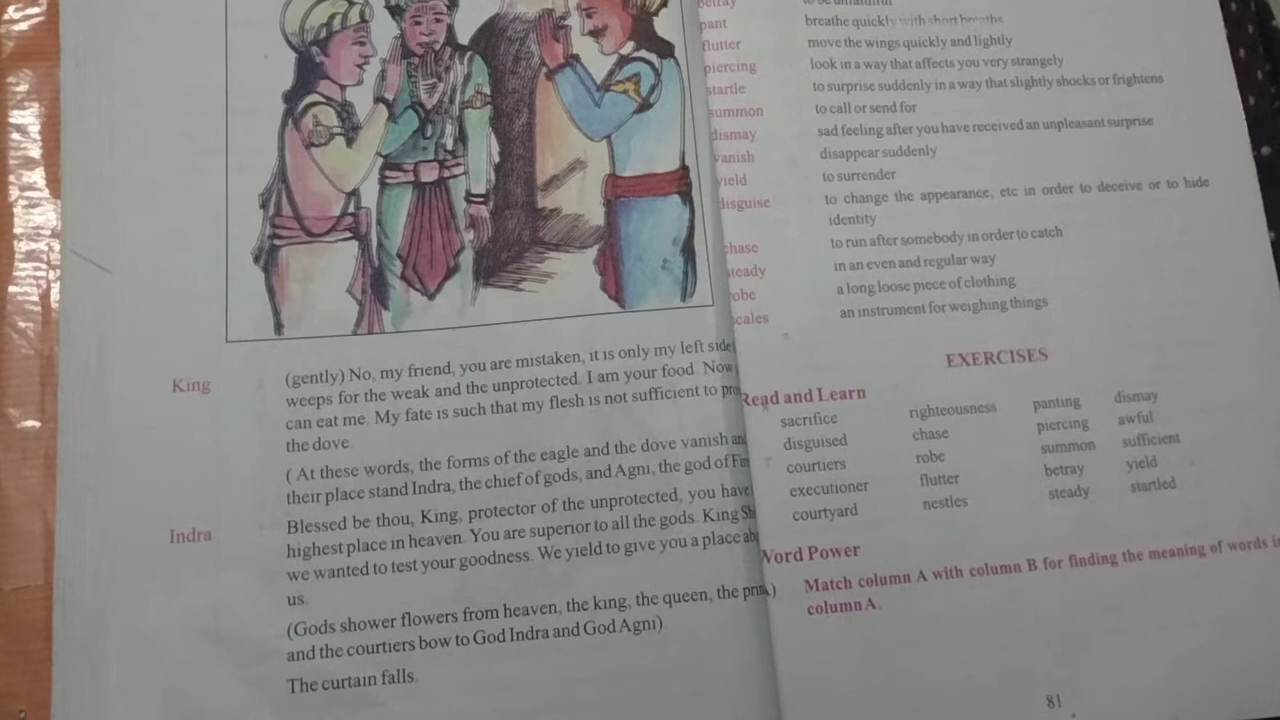 King
(gently) No, my friend, you are mistaken, it is only my left side
weeps for the weak and the unprotected. I am your food. Now
can eat me. My fate is such that my flesh is not sufficient to
the dove.
( At these words, the forms of the eagle and the dove vanish
their place stand Indra, the chief of gods, and Agni, the god of
Indra
Blessed be thou, King, protector of the unprotected, you have
highest place in heaven. You are superior to all the gods. King
we wanted to test your goodness. We yield to give you a place
us.
(Gods shower flowers from heaven, the king, the queen, the
and the courtiers bow to God Indra and God Agni)
The curtain falls.
betray
pant breathe quickly with short breaths
flutter move the wings quickly and lightly
piercing look in a way that affects you very strangely
startle to surprise suddenly in a way that slightly shocks or frightens
summon to call or send for
dismay sad feeling after you have received an unpleasant surprise
vanish disappear suddenly
yield to surrender
disguise to change the appearance, etc in order to deceive or to hide
identity
chase to run after somebody in order to catch
steady in an even and regular way
robe a long loose piece of clothing
scales an instrument for weighing things
EXERCISES
Read and Learn
sacrifice righteousness panting dismay
disguised chase piercing awful
courtiers robe summon sufficient
executioner flutter betray yield
courtyard nestles steady startled
Word Power
Match column A with column B for finding the meaning of words
column A.
81